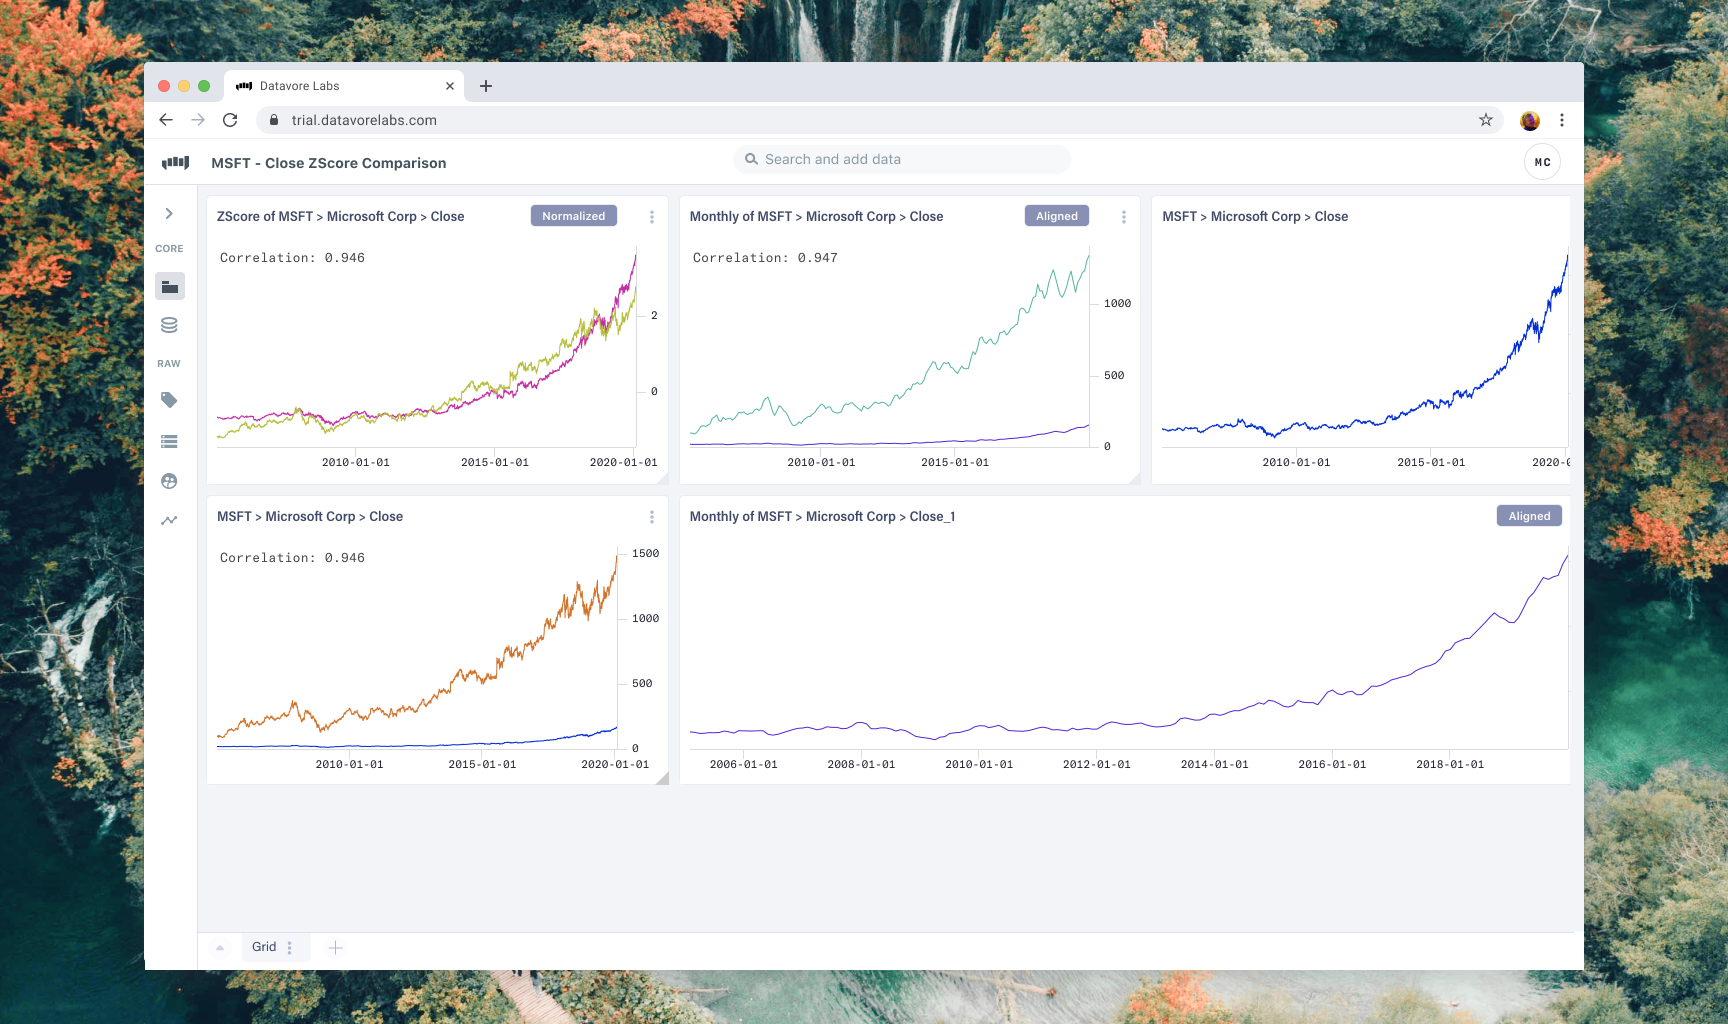 Datavore Labs
trial.datavorelabs.com
MSFT - Close ZScore Comparison
Search and add data
MC
CORE
RAW
ZScore of MSFT > Microsoft Corp > Close
Normalized
Correlation: 0.946
2
0
2010-01-01 2015-01-01 2020-01-01
Monthly of MSFT > Microsoft Corp > Close
Aligned
Correlation: 0.947
1000
500
0
2010-01-01 2015-01-01
MSFT > Microsoft Corp > Close
2010-01-01 2015-01-01 2020-0
MSFT > Microsoft Corp > Close
Correlation: 0.946
1500
1000
500
0
2010-01-01 2015-01-01 2020-01-01
Monthly of MSFT > Microsoft Corp > Close_1
Aligned
2006-01-01 2008-01-01 2010-01-01 2012-01-01 2014-01-01 2016-01-01 2018-01-01
Grid